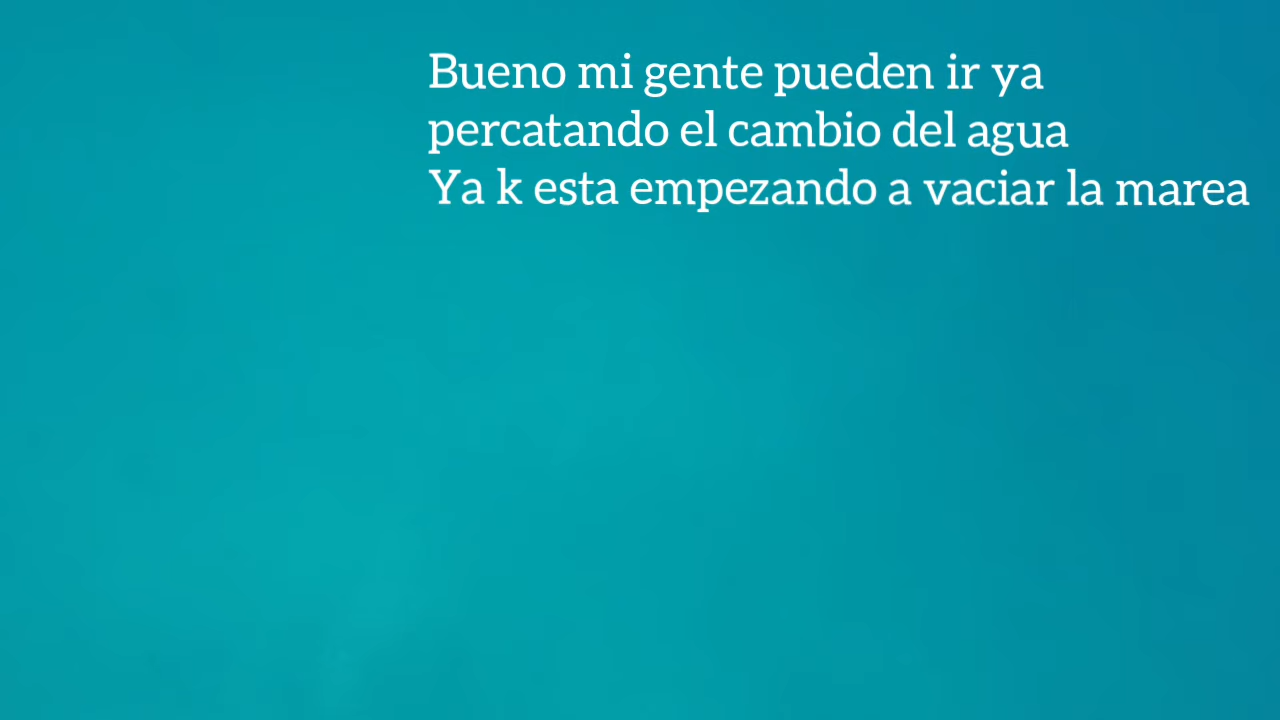 Bueno mi gente pueden ir ya
percatando el cambio del agua
Ya k esta empezando a vaciar la marea